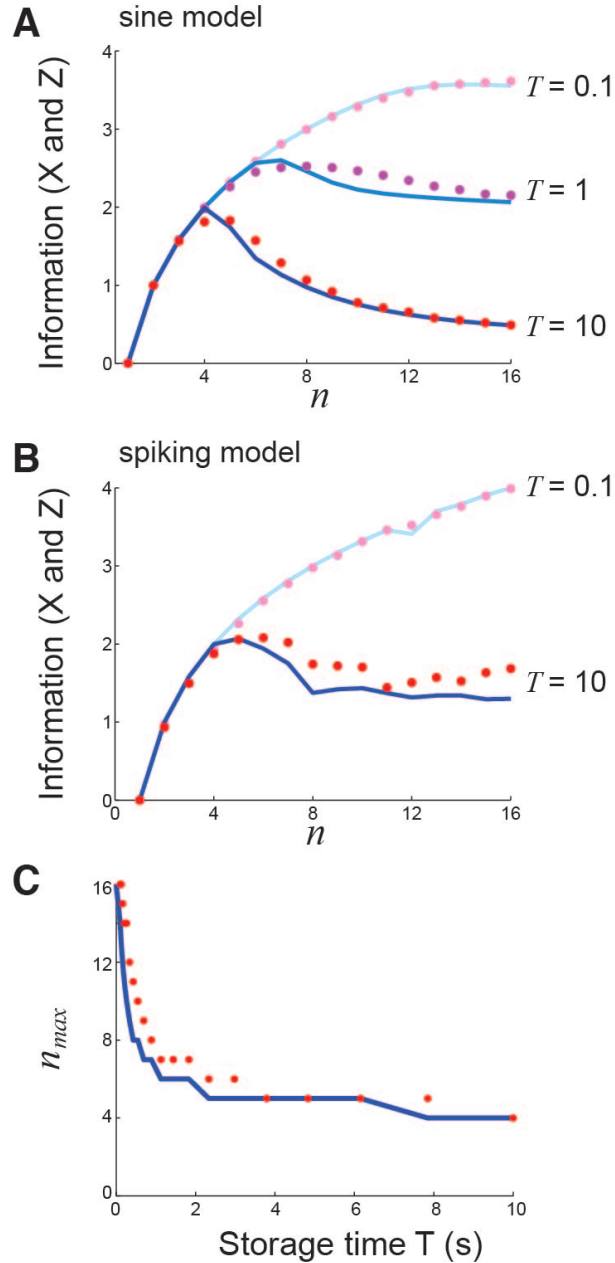 A
sine model
Information (X and Z)
4
3
2
1
0
4
8
12
16
n
T = 0.1
T = 1
T = 10
B
spiking model
Information (X and Z)
4
3
2
1
0
0
4
8
12
16
n
T = 0.1
T = 10
C
n max
16
12
8
4
0
0
2
4
6
8
10
Storage time T (s)